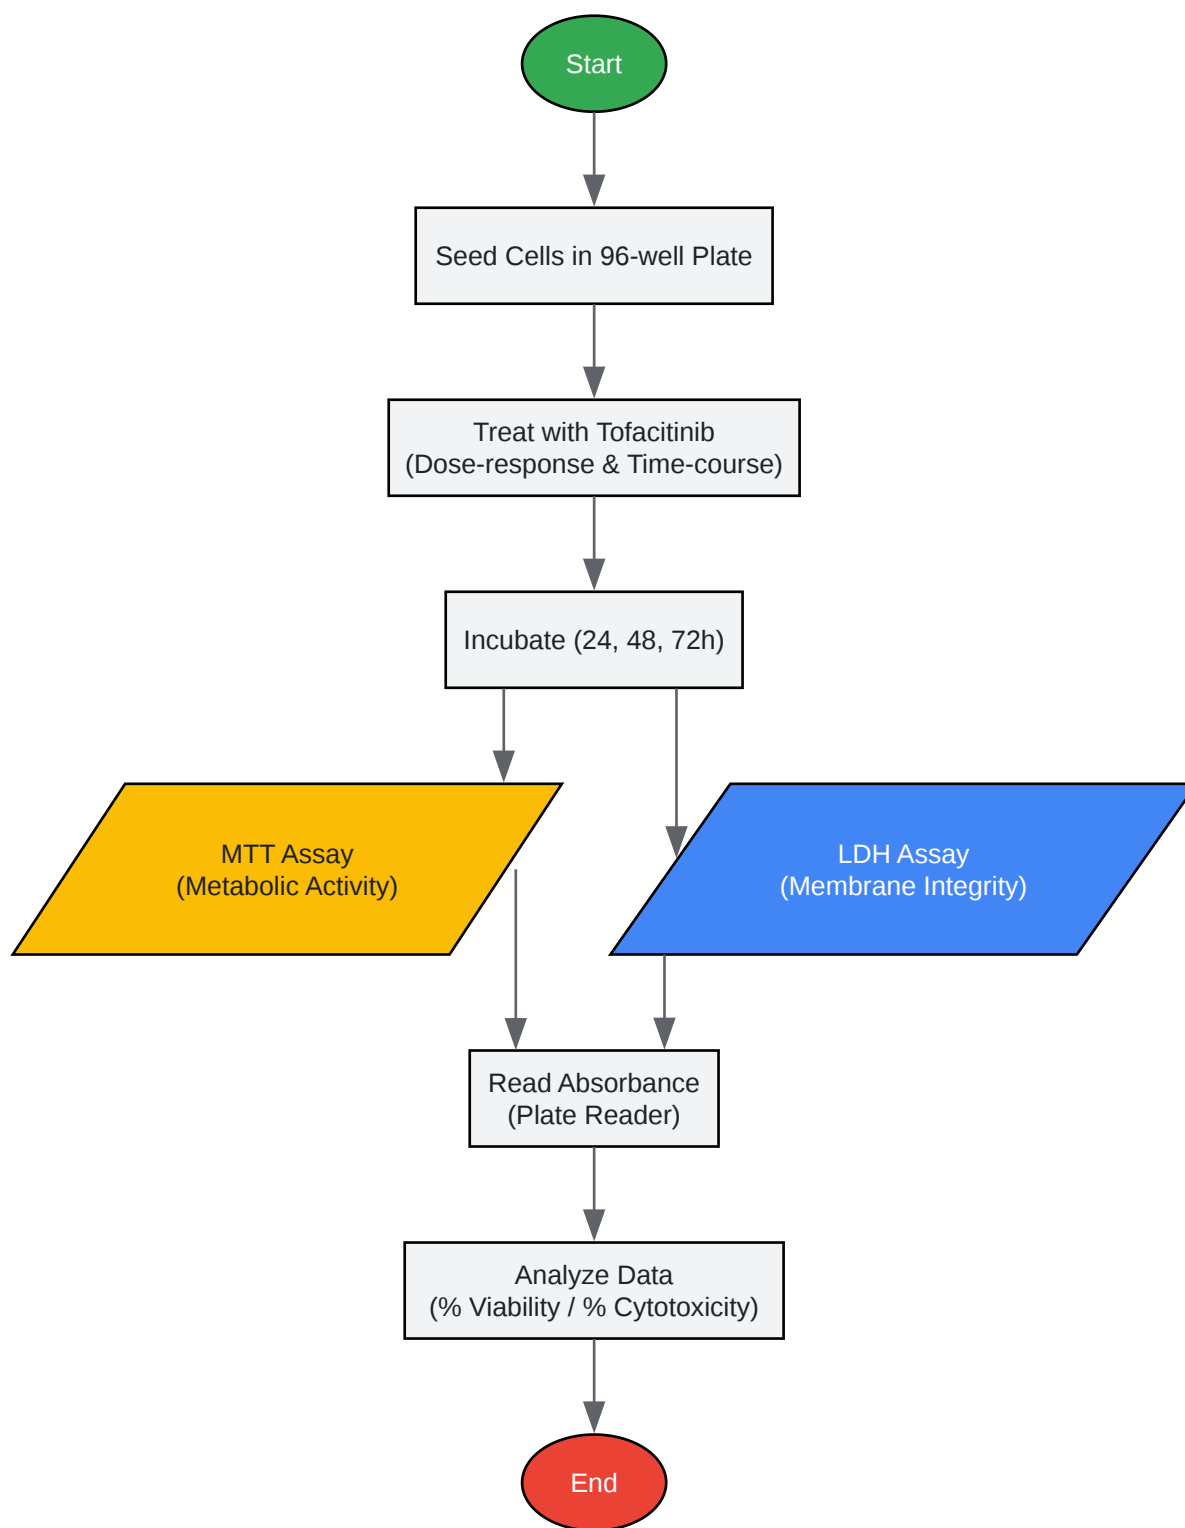 Start
Seed Cells in 96-well Plate
Treat with Tofacitinib
(Dose-response & Time-course)
Incubate (24, 48, 72h)
MTT Assay
(Metabolic Activity)
LDH Assay
(Membrane Integrity)
Read Absorbance
(Plate Reader)
Analyze Data
(% Viability / % Cytotoxicity)
End